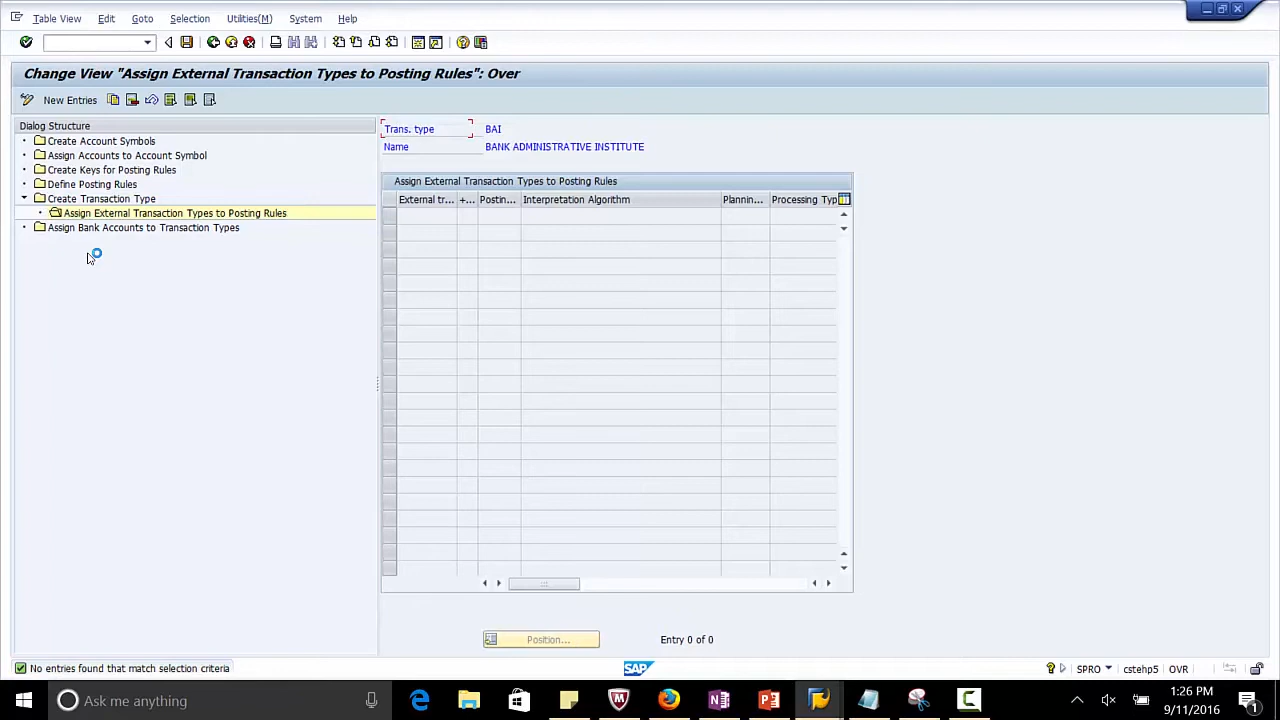 Table View Edit Goto Selection Utilities(M) System Help
Change View "Assign External Transaction Types to Posting Rules": Over
New Entries
Dialog Structure
Create Account Symbols
Assign Accounts to Account Symbol
Create Keys for Posting Rules
Define Posting Rules
Create Transaction Type
Assign External Transaction Types to Posting Rules
Assign Bank Accounts to Transaction Types
Trans. type BAI
Name BANK ADMINISTRATIVE INSTITUTE
Assign External Transaction Types to Posting Rules
External tr... +... Postin... Interpretation Algorithm Plannin... Processing Typ
Position... Entry 0 of 0
No entries found that match selection criteria
SAP
SPRO cstehp5 OVR
Ask me anything
1:26 PM
9/11/2016
1